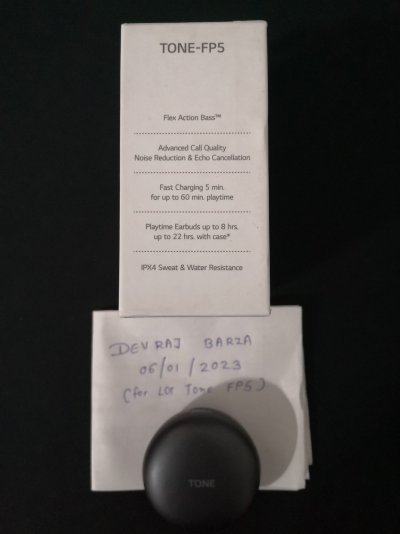 TONE-FP5
Flex Action Bass™
Advanced Call Quality
Noise Reduction & Echo Cancellation
Fast Charging 5 min.
for up to 60 min. playtime
Playtime Earbuds up to 8 hrs.
up to 22 hrs. with case*
IPX4 Sweat & Water Resistance
DEVRAJ BARZA
06/01/2023
(for LG Tone FP5)
TONE